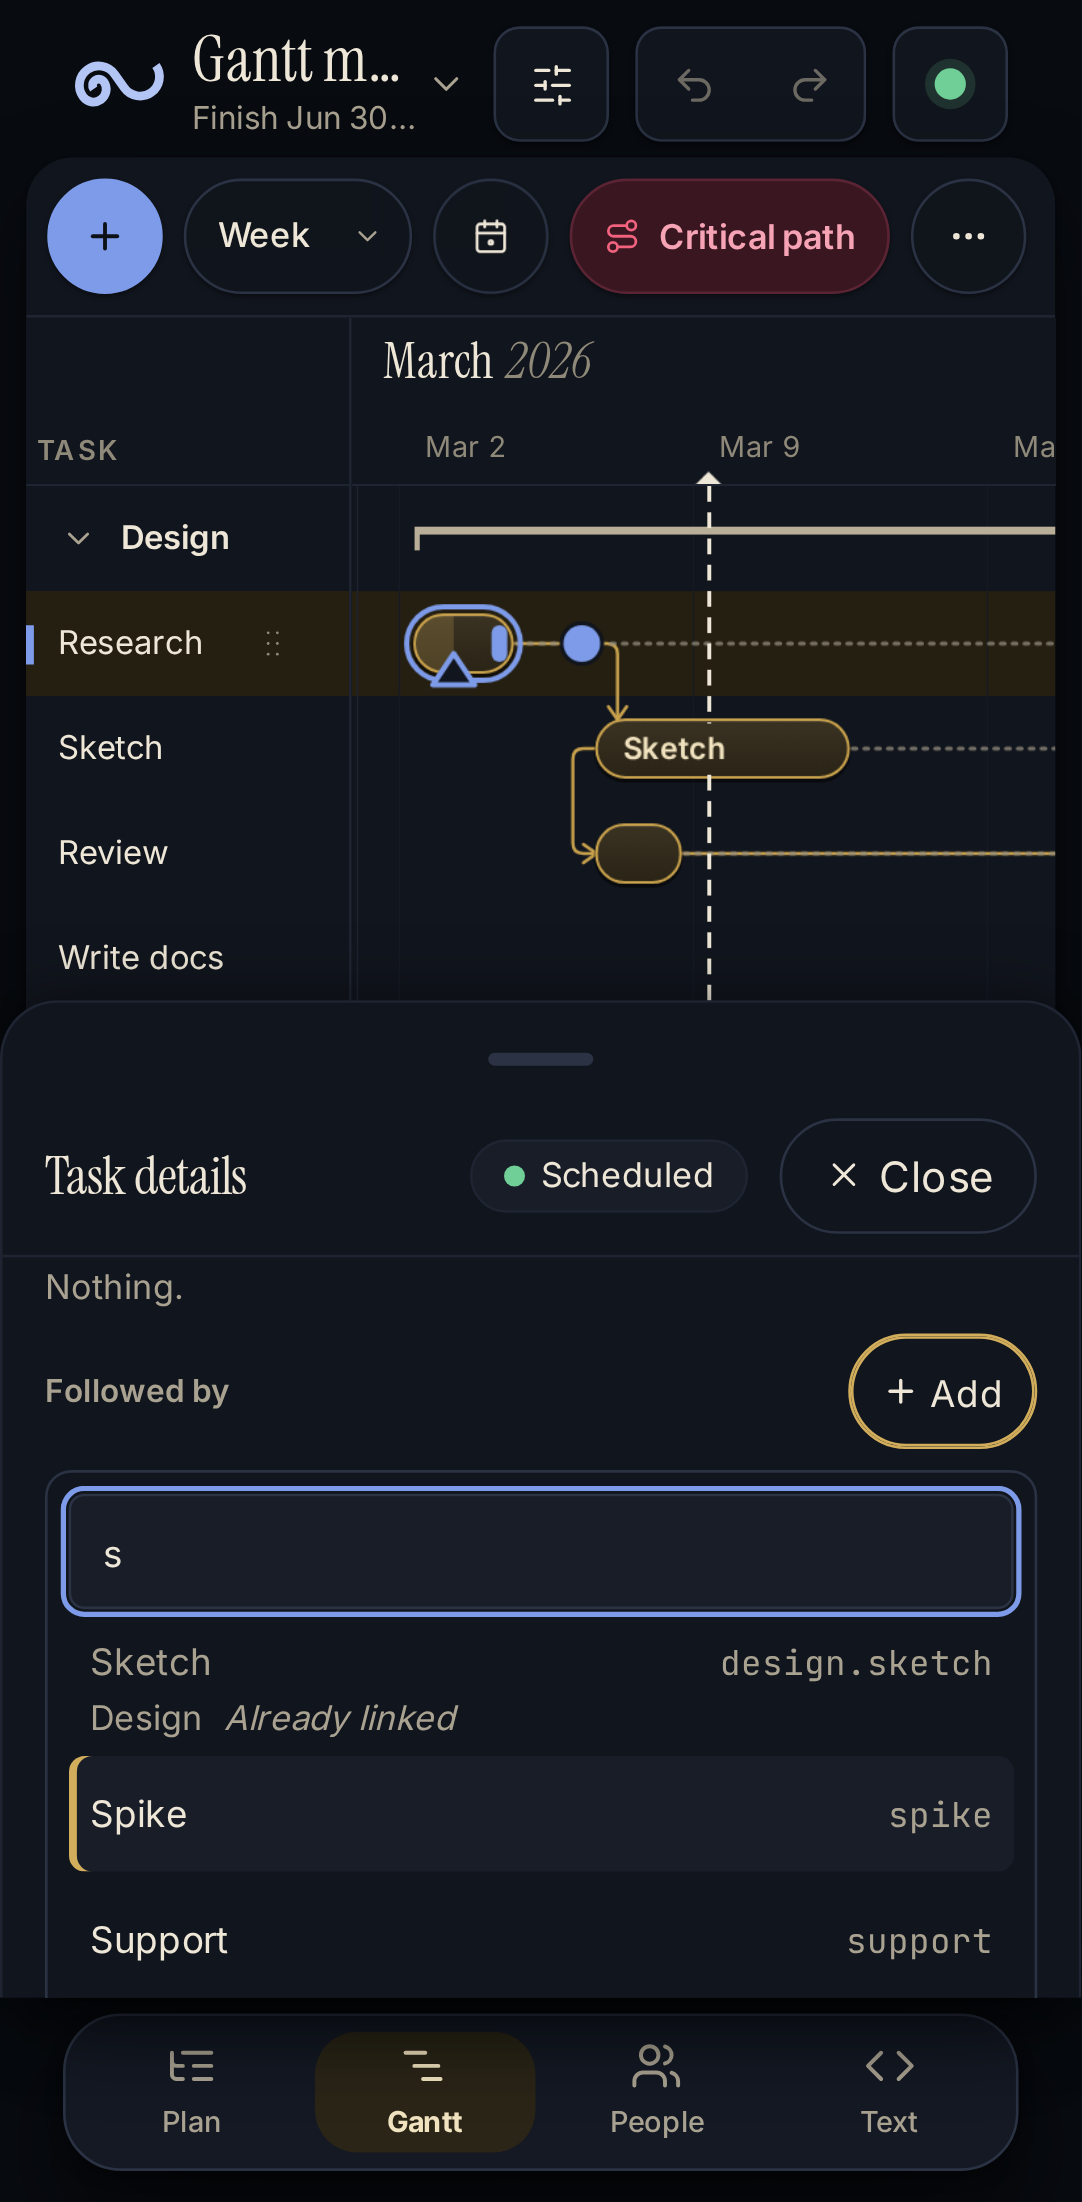 Gantt m...
Finish Jun 30...
Week
Critical path
March 2026
TASK
Mar 2
Mar 9
Ma
Design
Research
Sketch
Sketch
Review
Write docs
Task details
Scheduled
Close
Nothing.
Followed by
Add
s
Sketch design.sketch
Design Already linked
Spike spike
Support support
Plan
Gantt
People
Text